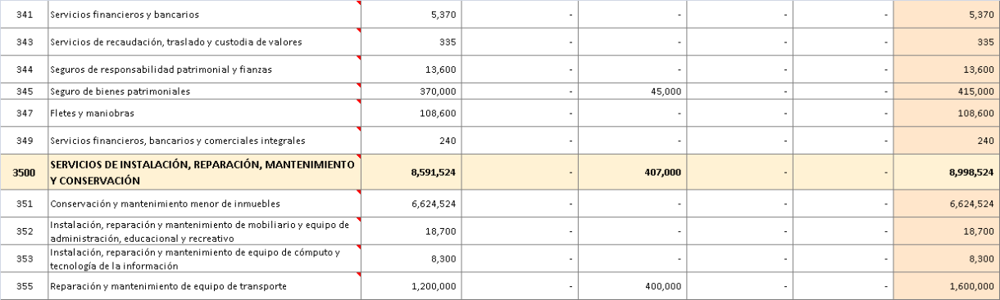 341 Servicios financieros y bancarios 5,370 - - - - 5,370
343 Servicios de recaudación, traslado y custodia de valores 335 - - - - 335
344 Seguros de responsabilidad patrimonial y fianzas 13,600 - - - - 13,600
345 Seguro de bienes patrimoniales 370,000 - 45,000 - - 415,000
347 Fletes y maniobras 108,600 - - - - 108,600
349 Servicios financieros, bancarios y comerciales integrales 240 - - - - 240
3500 SERVICIOS DE INSTALACIÓN, REPARACIÓN, MANTENIMIENTO
Y CONSERVACIÓN 8,591,524 - 407,000 - - 8,998,524
351 Conservación y mantenimiento menor de inmuebles 6,624,524 - - - - 6,624,524
352 Instalación, reparación y mantenimiento de mobiliario y equipo de
administración, educacional y recreativo 18,700 - - - - 18,700
353 Instalación, reparación y mantenimiento de equipo de cómputo y
tecnología de la información 8,300 - - - - 8,300
355 Reparación y mantenimiento de equipo de transporte 1,200,000 - 400,000 - - 1,600,000